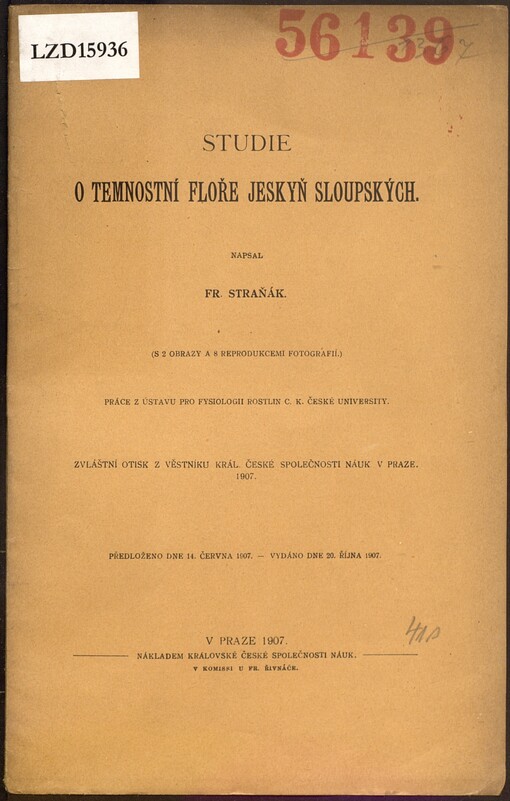 LZD15936
56139
STUDIE
O TEMNOSTNÍ FLOŘE JESKYŇ SLOUPSKÝCH.
NAPSAL
FR. STRAŇÁK.
(S 2 OBRAZY A 8 REPRODUKCEMI FOTOGRAFIÍ.)
PRÁCE Z ÚSTAVU PRO FYSIOLOGII ROSTLIN C. K. ČESKÉ UNIVERSITY.
ZVLÁŠTNÍ OTISK Z VĚSTNÍKU KRÁL. ČESKÉ SPOLEČNOSTI NÁUK V PRAZE.
1907.
PŘEDLOŽENO DNE 14. ČERVNA 1907. — VYDÁNO DNE 20. ŘÍJNA 1907.
V PRAZE 1907.
NÁKLADEM KRÁLOVSKÉ ČESKÉ SPOLEČNOSTI NÁUK.
V KOMISSI U FR. ŘIVNÁČE.